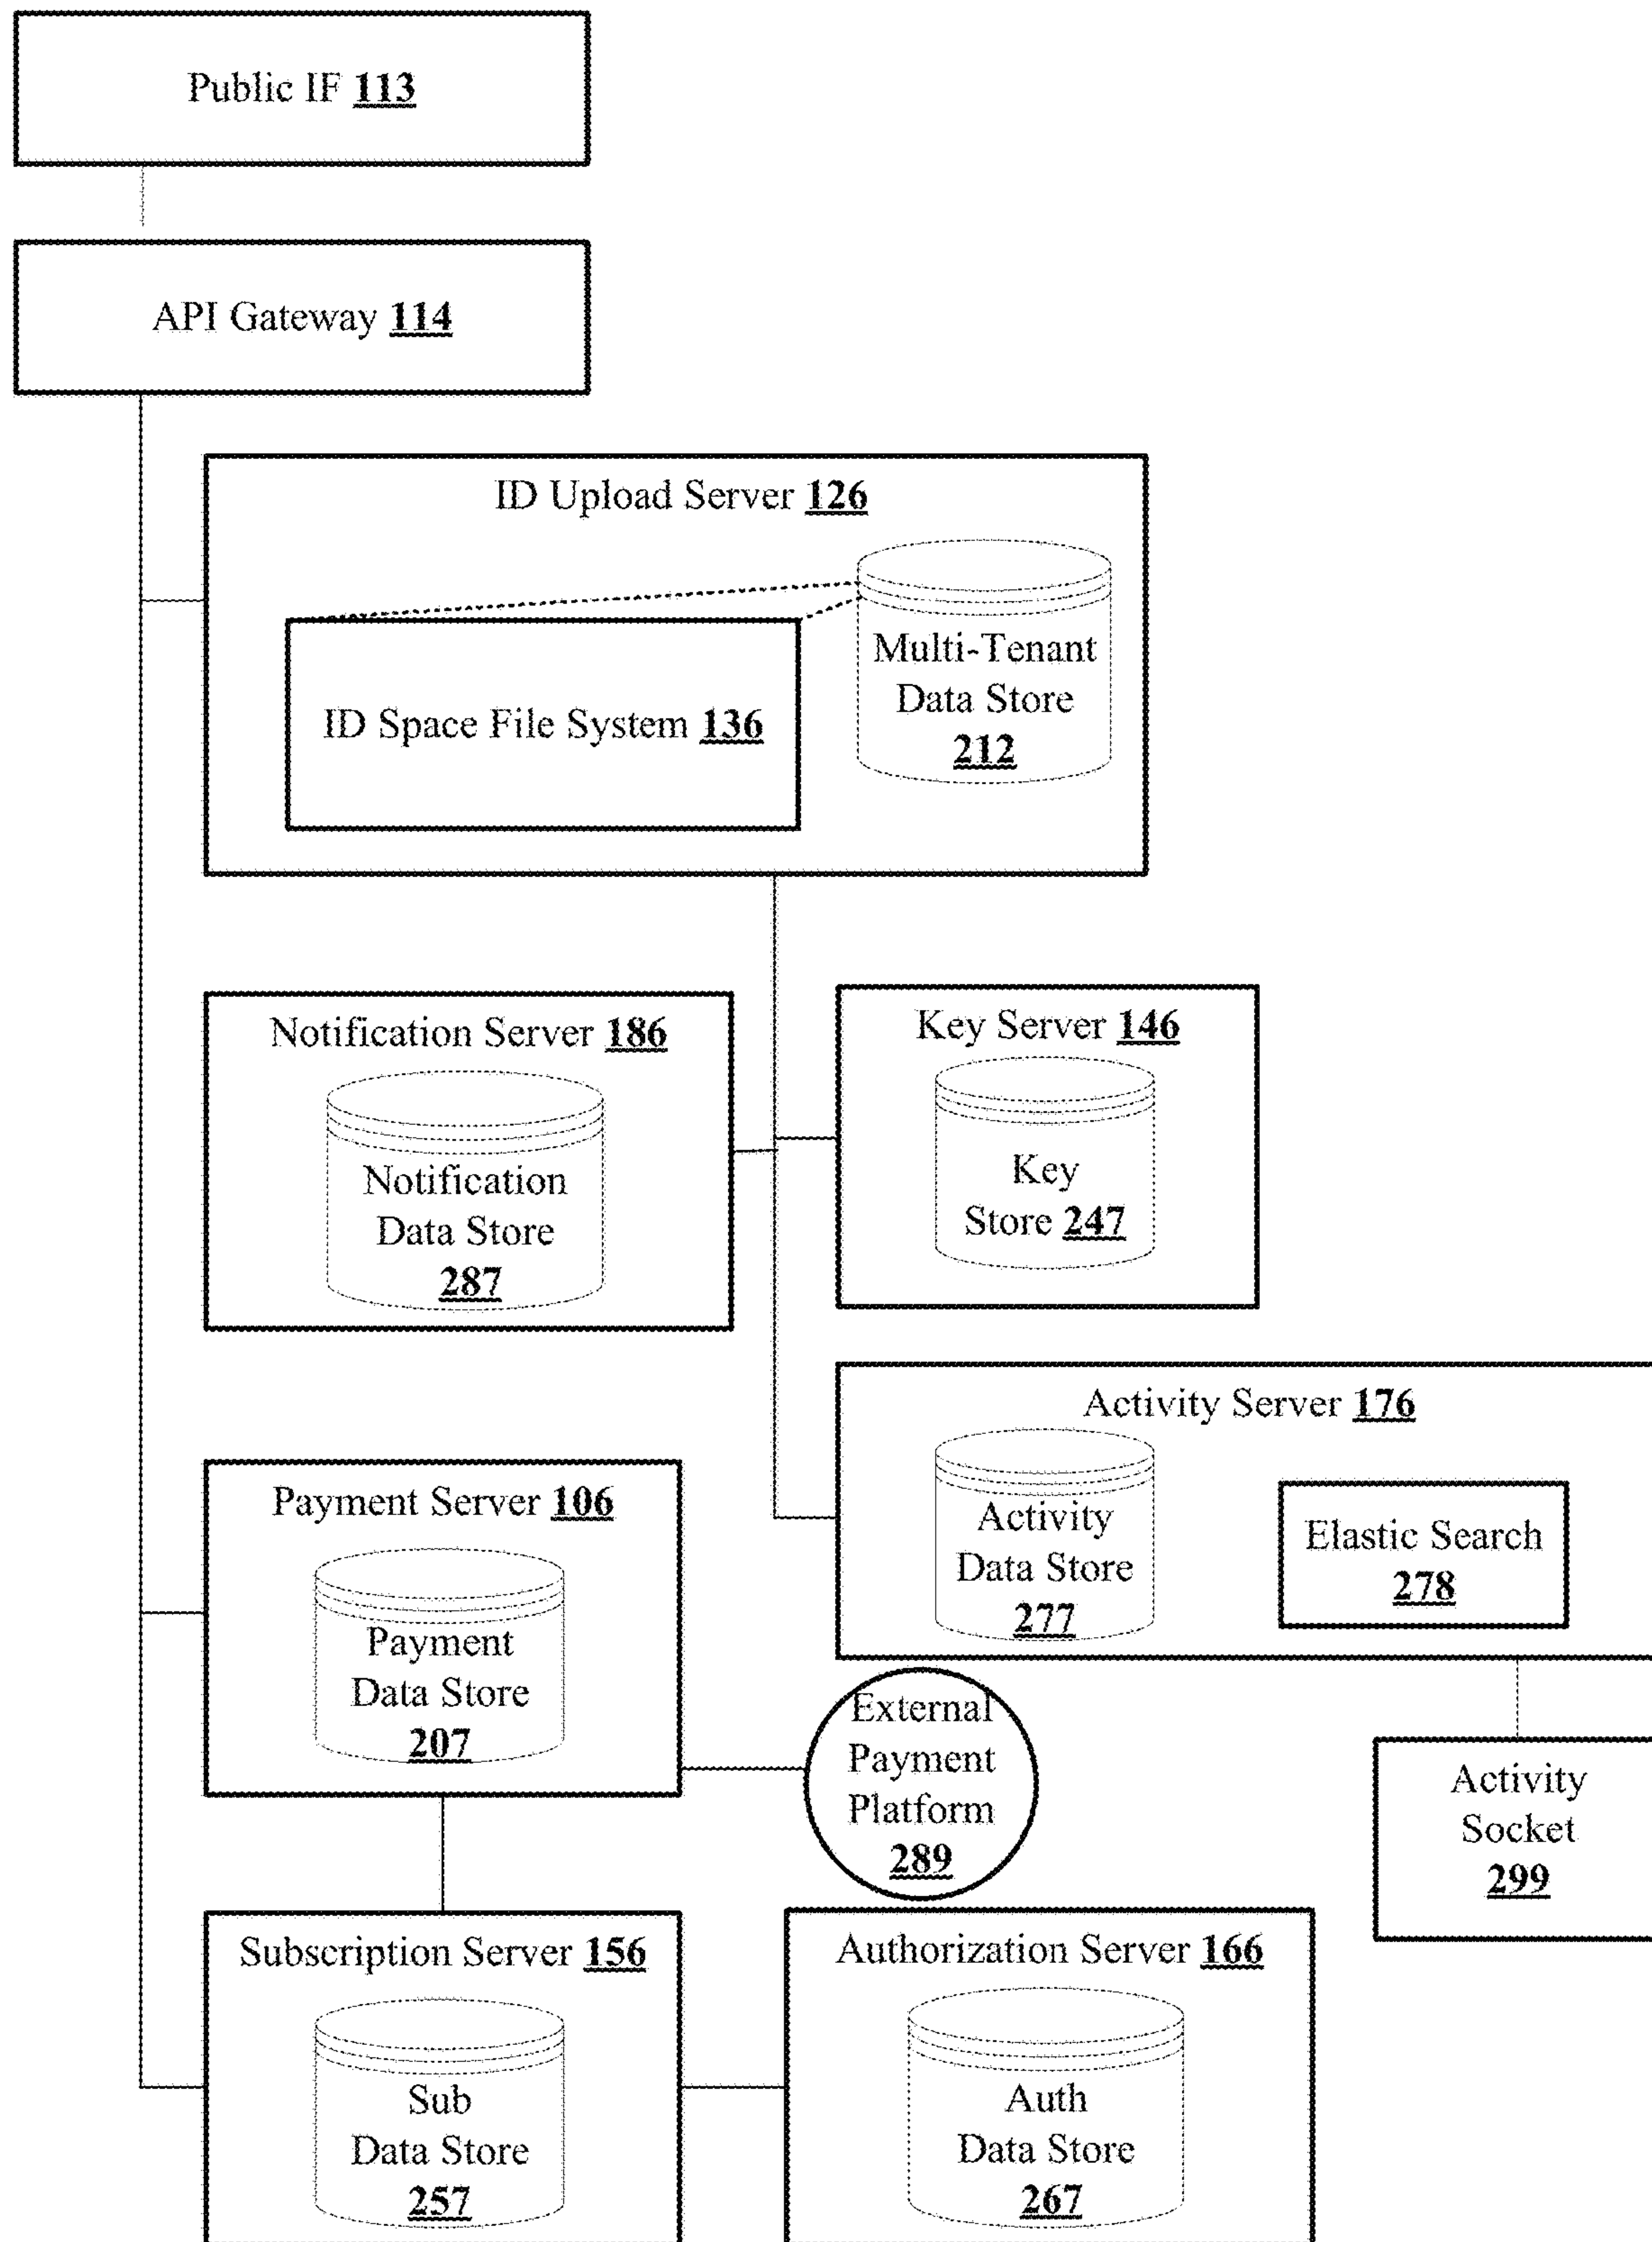 Public IF 113
API Gateway 114
ID Upload Server 126
ID Space File System 136
Multi-Tenant
Data Store
212
Notification Server 186
Notification
Data Store
287
Key Server 146
Key
Store 247
Activity Server 176
Activity
Data Store
277
Elastic Search
278
Payment Server 106
Payment
Data Store
207
External
Payment
Platform
289
Activity
Socket
299
Subscription Server 156
Sub
Data Store
257
Authorization Server 166
Auth
Data Store
267